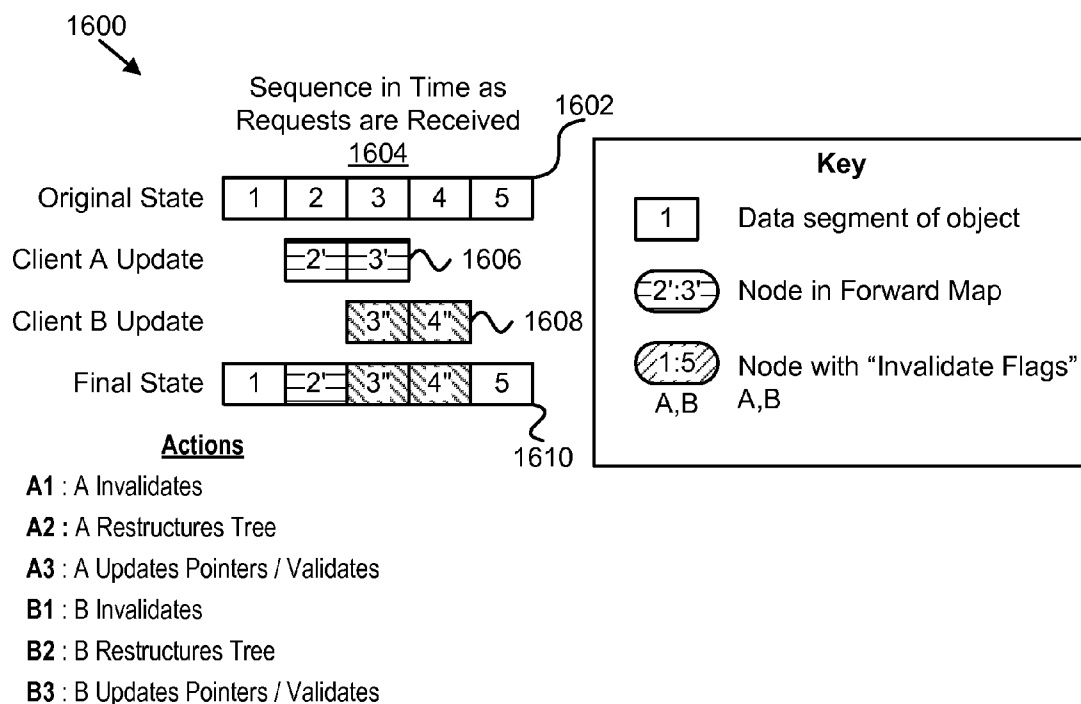 1600
Sequence in Time as
Requests are Received
1604
1602
Original State 1 2 3 4 5
Client A Update 2' 3' 1606
Client B Update 3" 4" 1608
Final State 1 2' 3" 4" 5
1610
Key
1 Data segment of object
2':3' Node in Forward Map
1:5 Node with “Invalidate Flags”
A,B A,B
Actions
A1 : A Invalidates
A2 : A Restructures Tree
A3 : A Updates Pointers / Validates
B1 : B Invalidates
B2 : B Restructures Tree
B3 : B Updates Pointers / Validates